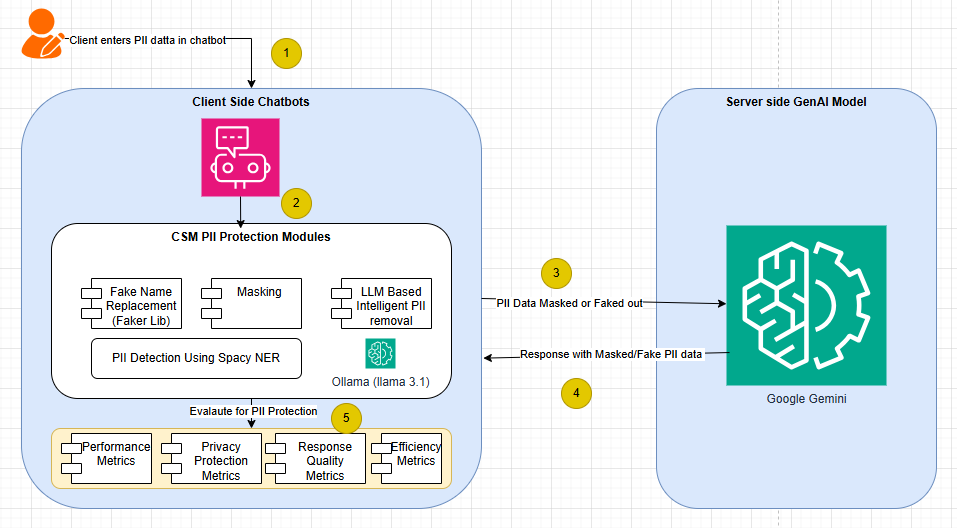 Client enters PII datta in chatbot
1
Client Side Chatbots
Server side GenAI Model
2
CSM PII Protection Modules
Fake Name
Replacement
(Faker Lib)
Masking
LLM Based
Intelligent PII
removal
PII Detection Using Spacy NER
Ollama (llama 3.1)
3
PII Data Masked or Faked out
Response with Masked/Fake PII data
4
Google Gemini
Evalaute for PII Protection
5
Performance
Metrics
Privacy
Protection
Metrics
Response
Quality
Metrics
Efficiency
Metrics